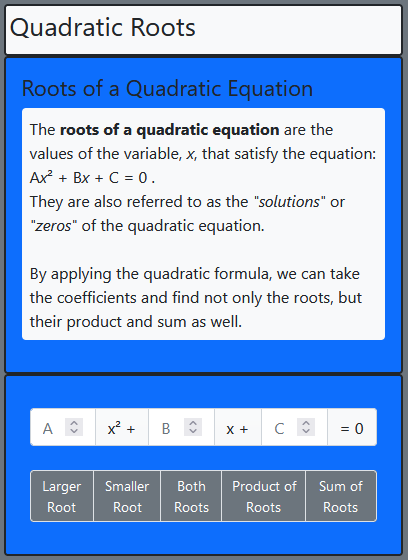 Quadratic Roots
Roots of a Quadratic Equation
The roots of a quadratic equation are the
values of the variable, x, that satisfy the equation:
Ax² + Bx + C = 0 .
They are also referred to as the "solutions" or
"zeros" of the quadratic equation.
By applying the quadratic formula, we can take
the coefficients and find not only the roots, but
their product and sum as well.
A x² + B x + C = 0
Larger Root Smaller Root Both Roots Product of Roots Sum of Roots